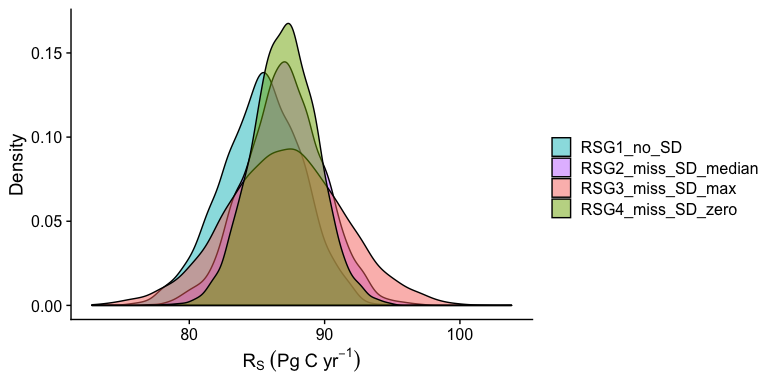 0.15
0.10
0.05
0.00
Density
80 90 100
R_S (Pg C yr⁻¹)
RSG1_no_SD
RSG2_miss_SD_median
RSG3_miss_SD_max
RSG4_miss_SD_zero